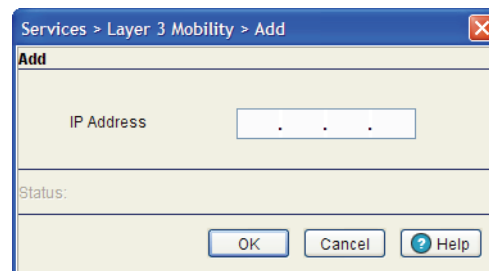 Services > Layer 3 Mobility > Add
Add
IP Address . . .
Status:
OK Cancel ? Help